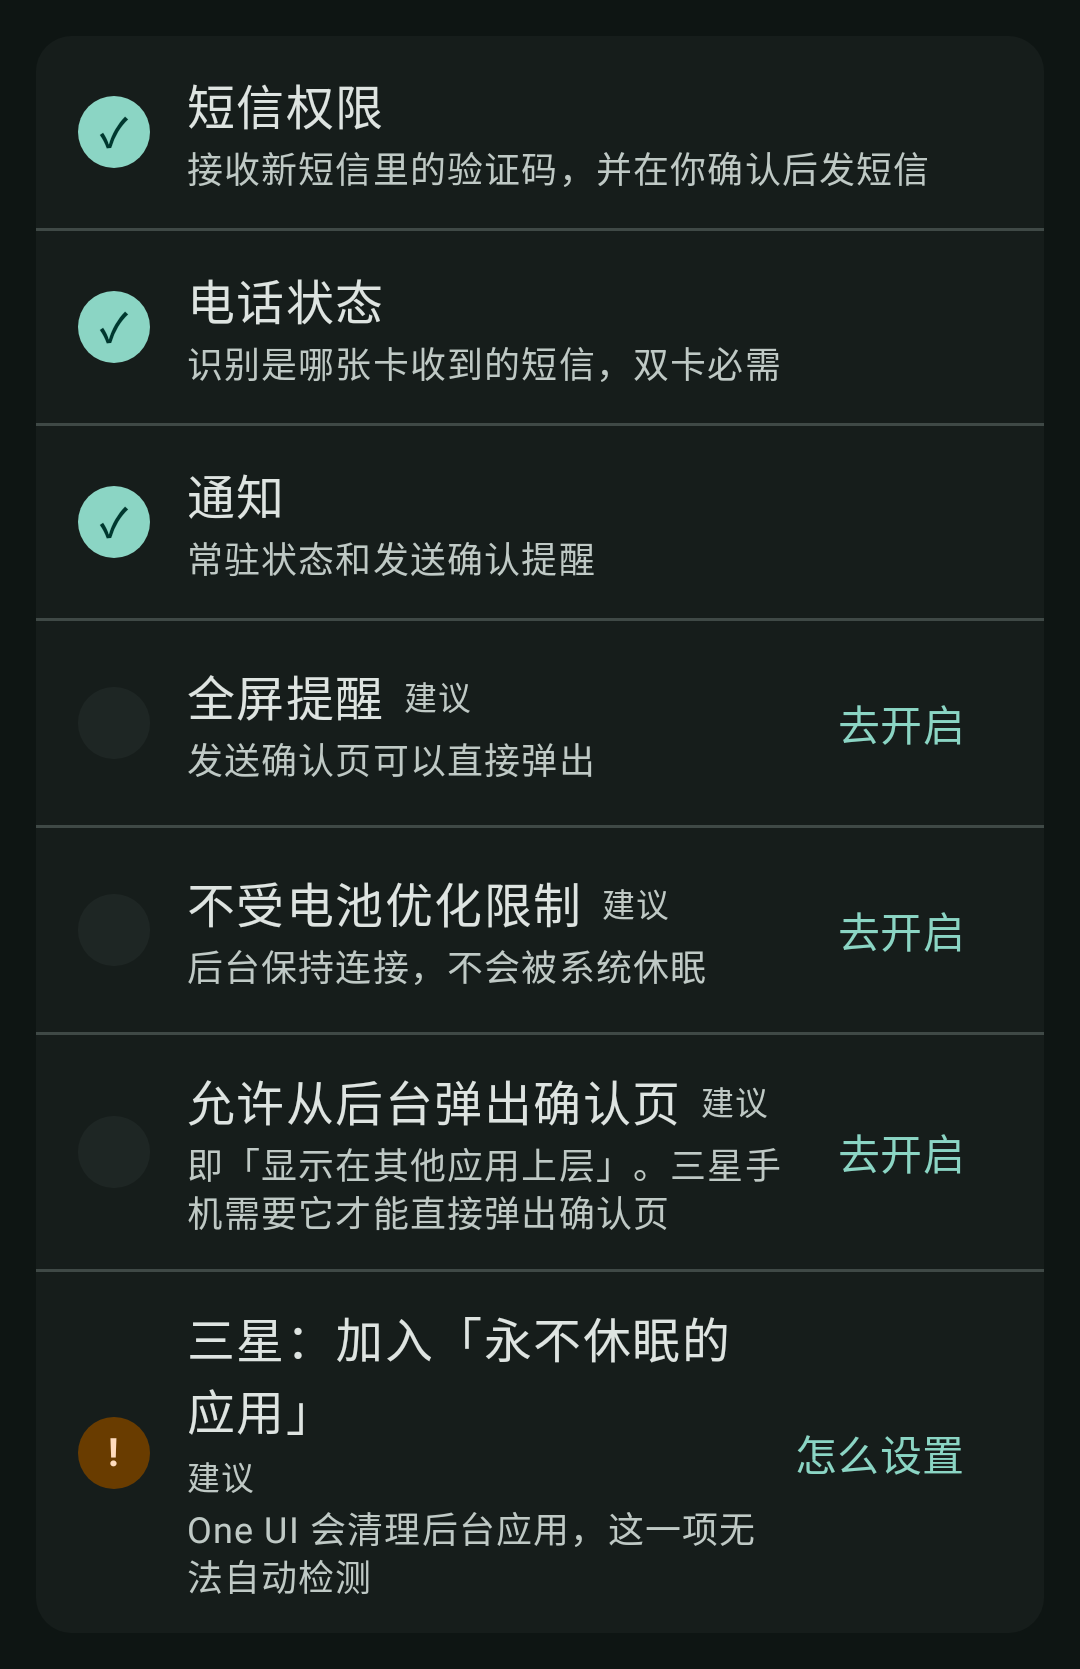 短信权限
接收新短信里的验证码，并在你确认后发短信
电话状态
识别是哪张卡收到的短信，双卡必需
通知
常驻状态和发送确认提醒
全屏提醒 建议
发送确认页可以直接弹出
去开启
不受电池优化限制 建议
后台保持连接，不会被系统休眠
去开启
允许从后台弹出确认页 建议
即「显示在其他应用上层」。三星手
机需要它才能直接弹出确认页
去开启
三星：加入「永不休眠的
应用」
建议
One UI 会清理后台应用，这一项无
法自动检测
怎么设置